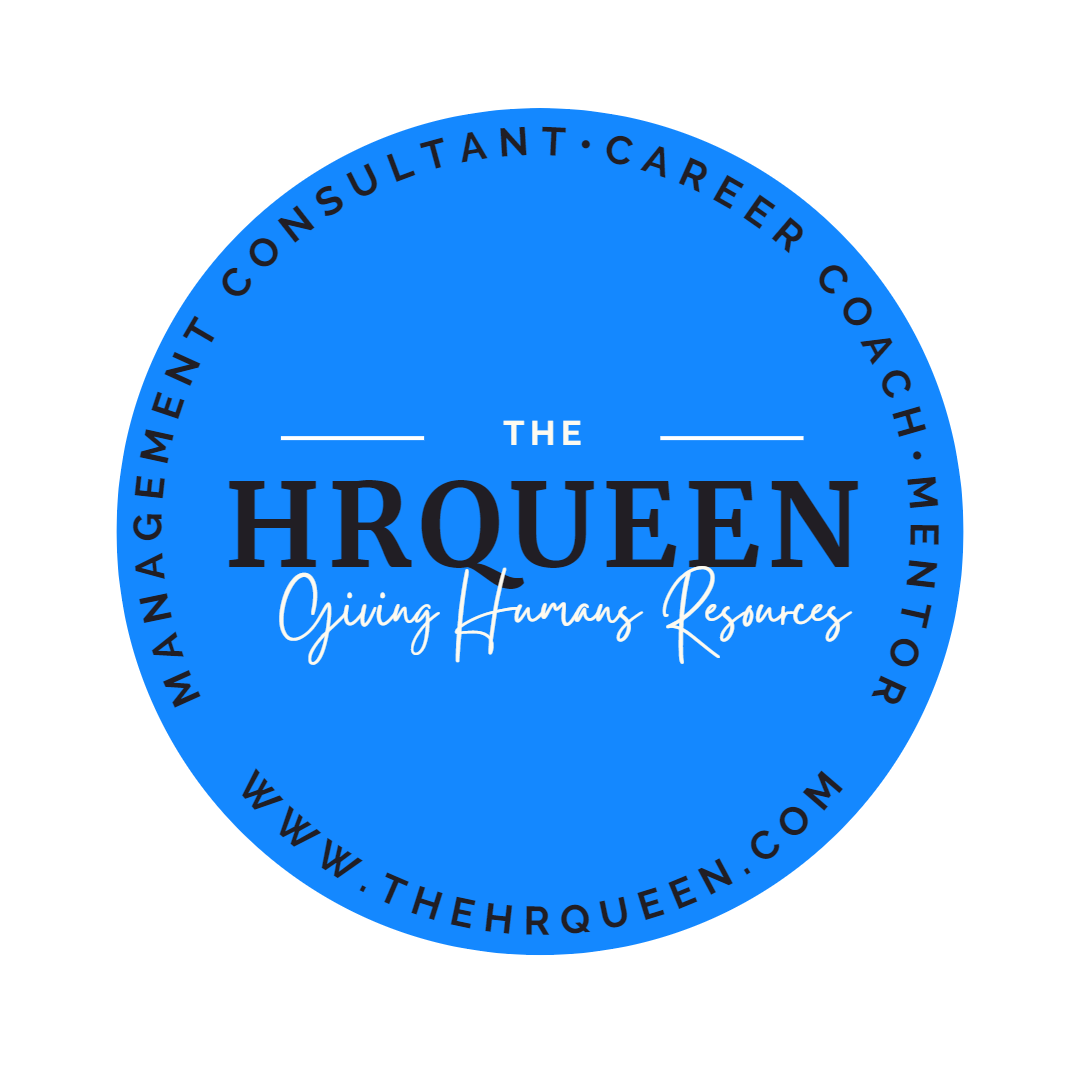 MANAGEMENT CONSULTANT•CAREER COACH•MENTOR
THE
HRQUEEN
Giving Humans Resources
WWW.THEHRQUEEN.COM